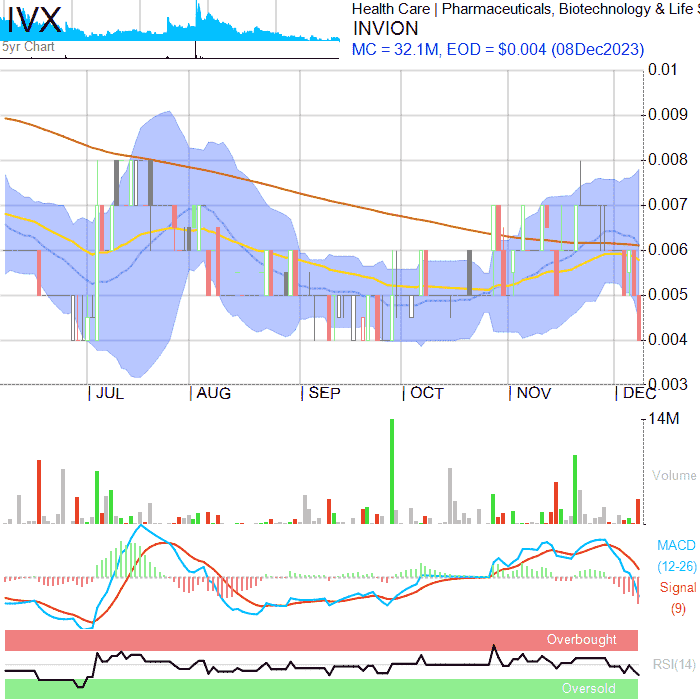 IVX
5yr Chart
Health Care | Pharmaceuticals, Biotechnology & Life
INVION
MC = 32.1M, EOD = $0.004 (08Dec2023)
0.01
0.009
0.008
0.007
0.006
0.005
0.004
0.003
JUL AUG SEP OCT NOV DEC
14M
Volume
MACD
(12-26)
Signal
(9)
Overbought
RSI(14)
Oversold